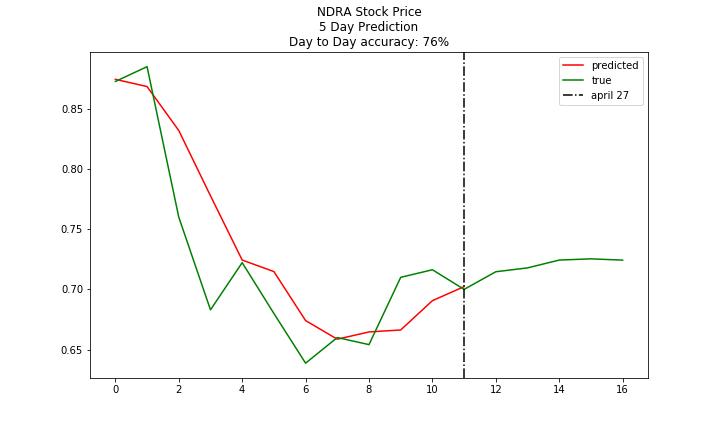 NDRA Stock Price
5 Day Prediction
Day to Day accuracy: 76%
predicted
true
april 27
0.85
0.80
0.75
0.70
0.65
0 2 4 6 8 10 12 14 16